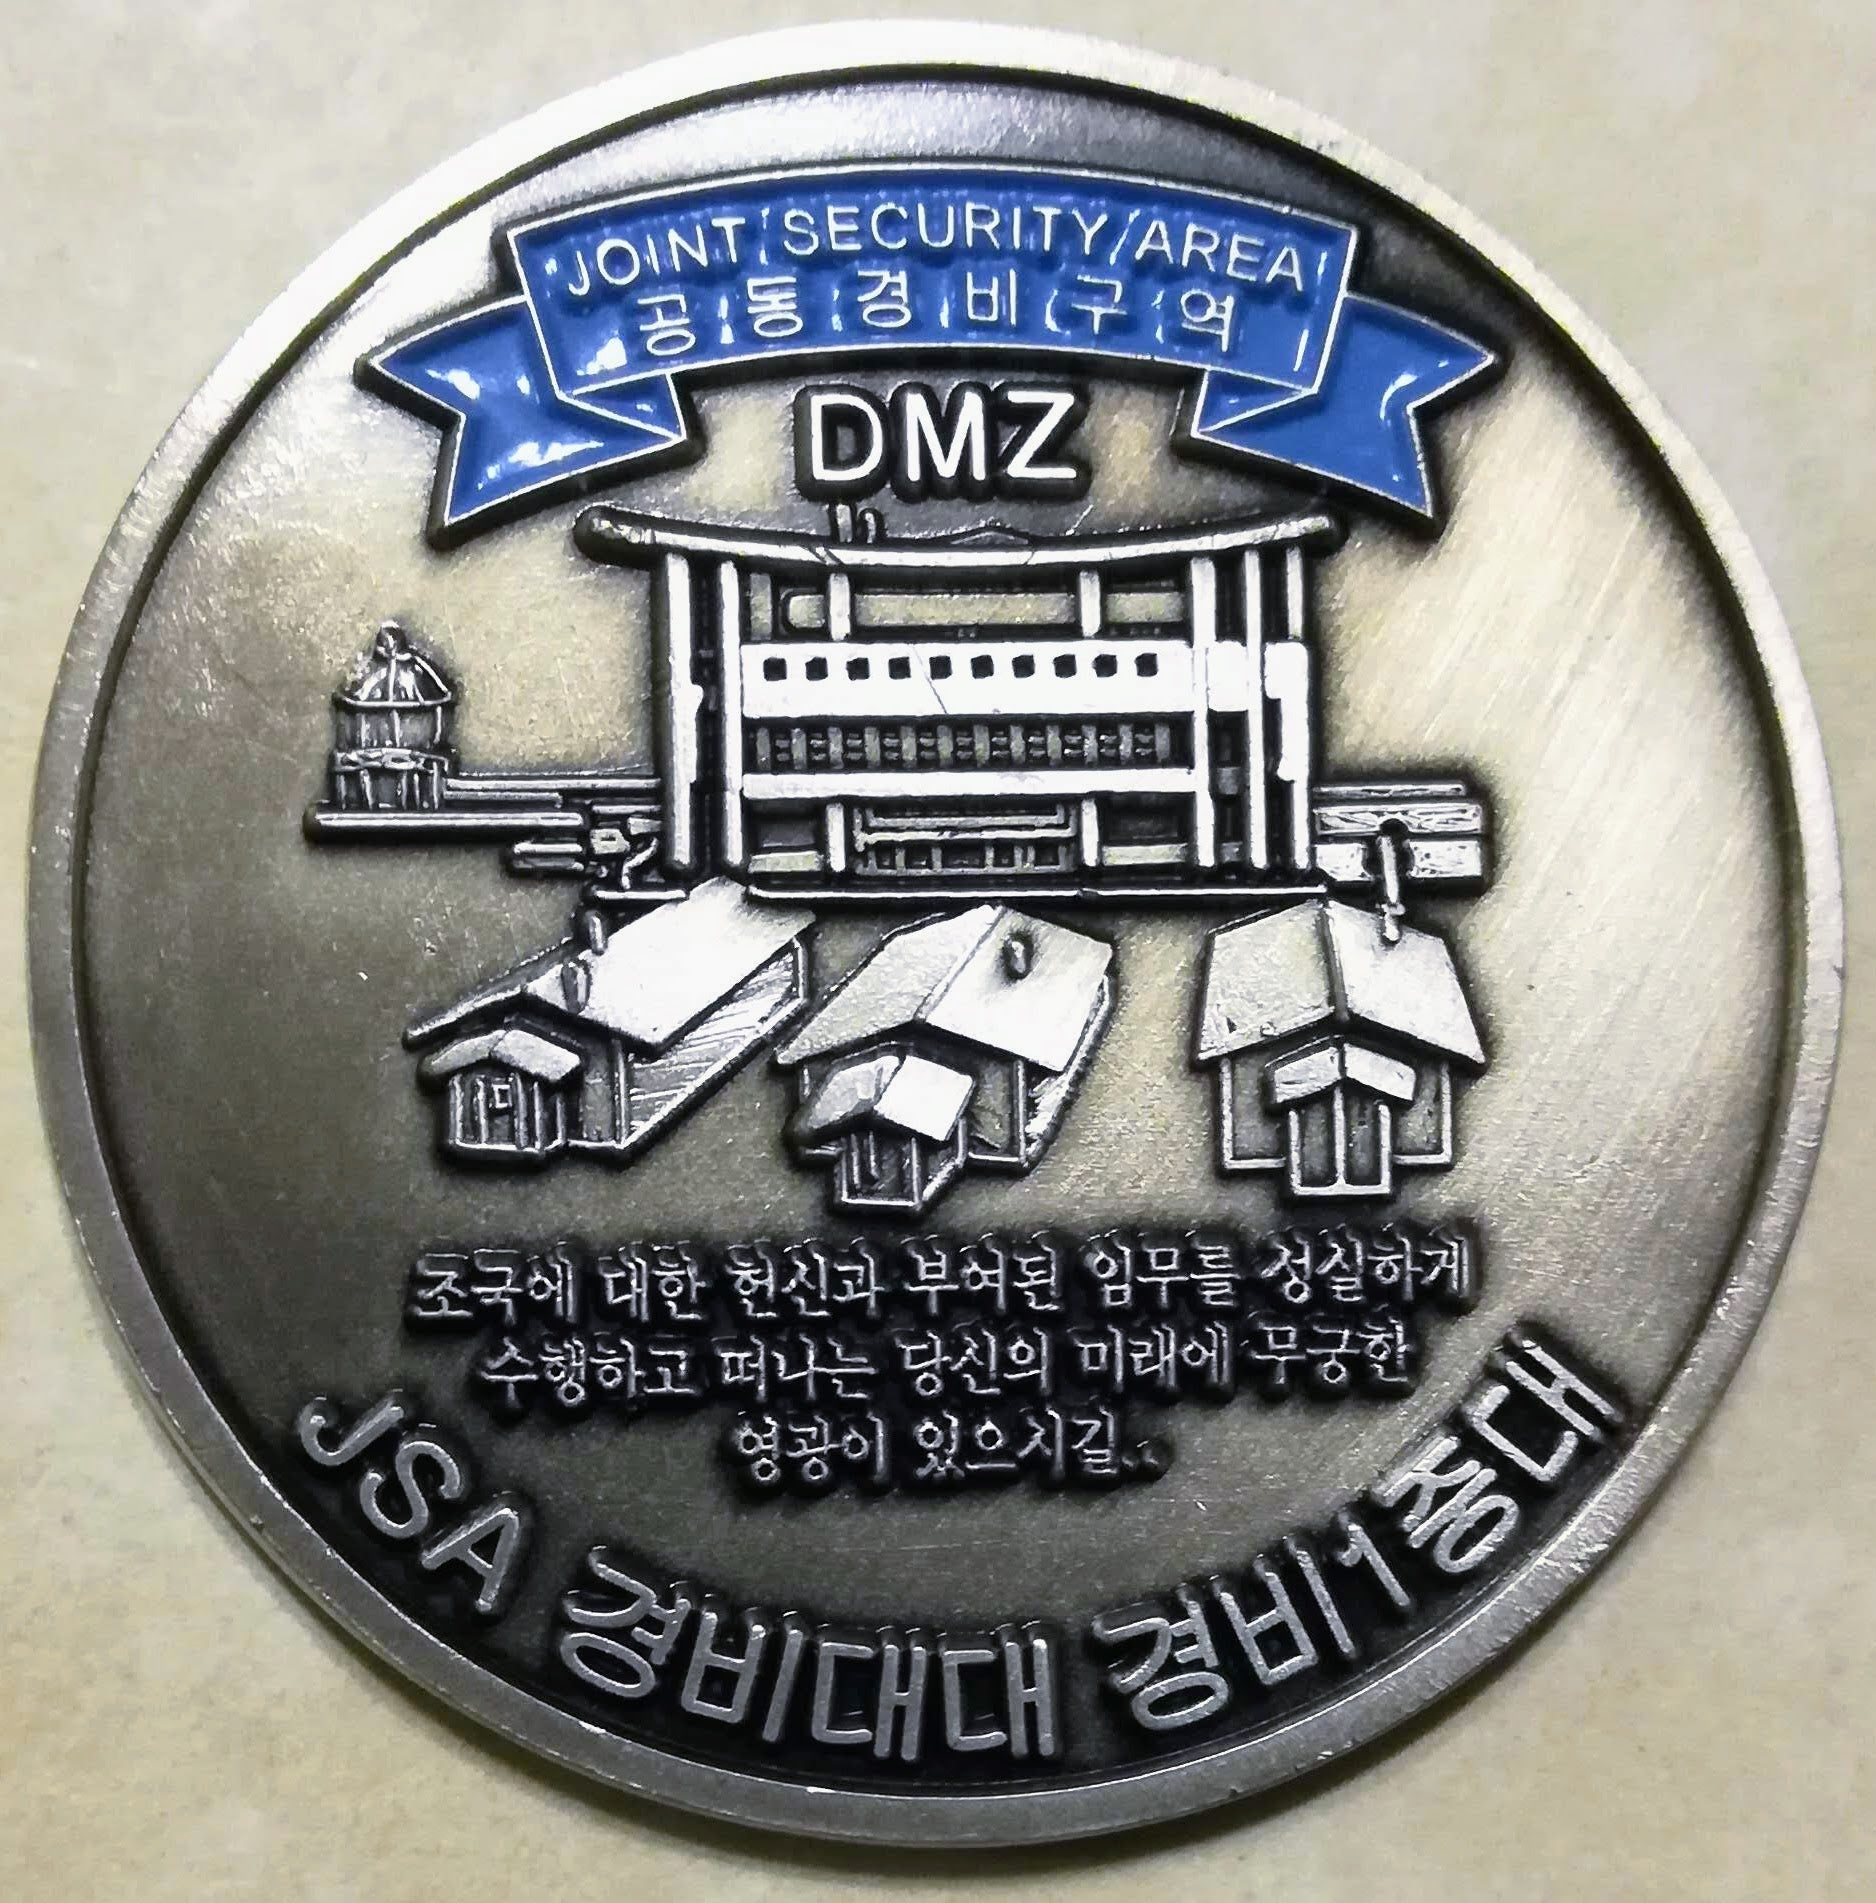 JOINT SECURITY AREA
공동경비구역
DMZ
조국에 대한 헌신과 부여된 임무를 성실하게
수행하고 떠나는 당신의 미래에 무궁한
영광이 있으시길..
JSA 경비대대 경비1중대